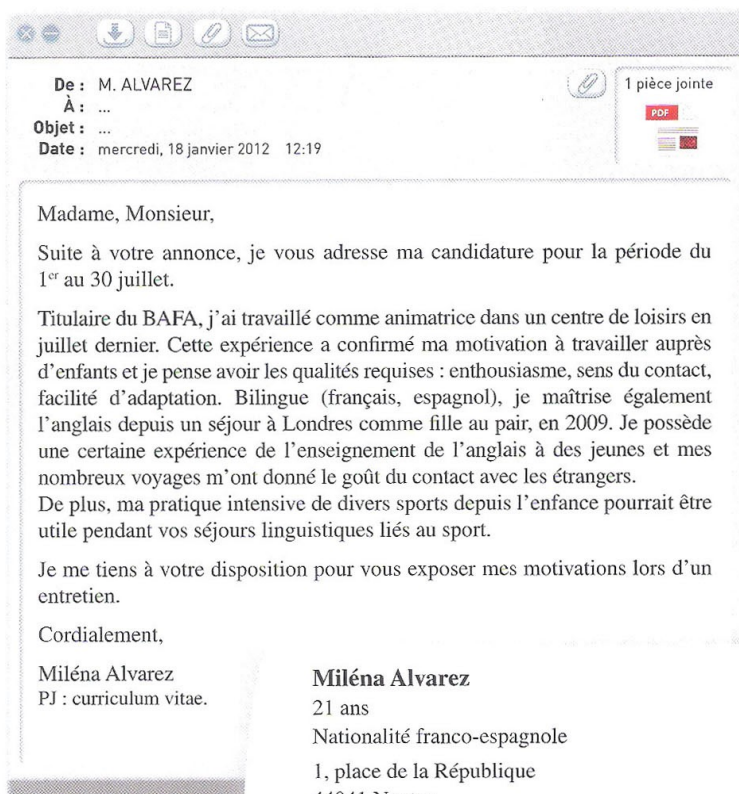 De : M. ALVAREZ
À : ...
Objet : ...
Date : mercredi, 18 janvier 2012 12:19
1 pièce jointe
PDF
Madame, Monsieur,
Suite à votre annonce, je vous adresse ma candidature pour la période du
1er au 30 juillet.
Titulaire du BAFA, j'ai travaillé comme animatrice dans un centre de loisirs en
juillet dernier. Cette expérience a confirmé ma motivation à travailler auprès
d'enfants et je pense avoir les qualités requises : enthousiasme, sens du contact,
facilité d'adaptation. Bilingue (français, espagnol), je maîtrise également
l'anglais depuis un séjour à Londres comme fille au pair, en 2009. Je possède
une certaine expérience de l'enseignement de l'anglais à des jeunes et mes
nombreux voyages m'ont donné le goût du contact avec les étrangers.
De plus, ma pratique intensive de divers sports depuis l'enfance pourrait être
utile pendant vos séjours linguistiques liés au sport.
Je me tiens à votre disposition pour vous exposer mes motivations lors d'un
entretien.
Cordialement,
Miléna Alvarez
PJ : curriculum vitae.
Miléna Alvarez
21 ans
Nationalité franco-espagnole
1, place de la République